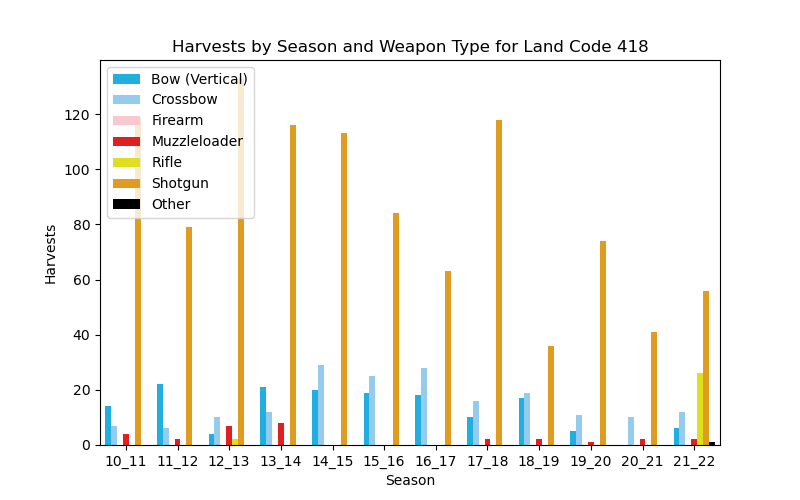 Harvests by Season and Weapon Type for Land Code 418
Bow (Vertical)
Crossbow
Firearm
Muzzleloader
Rifle
Shotgun
Other
Harvests
120
100
80
60
40
20
0
10_11 11_12 12_13 13_14 14_15 15_16 16_17 17_18 18_19 19_20 20_21 21_22
Season